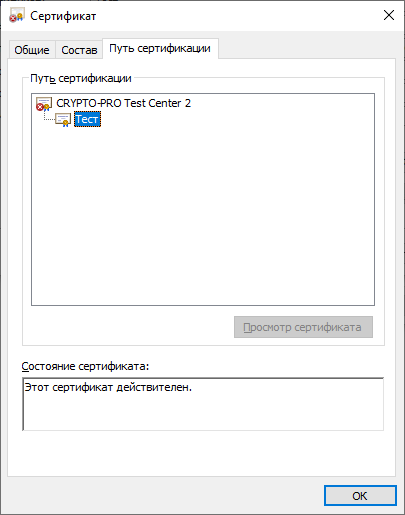 Сертификат
Общие Состав Путь сертификации
Путь сертификации
CRYPTO-PRO Test Center 2
Тест
Просмотр сертификата
Состояние сертификата:
Этот сертификат действителен.
ОК